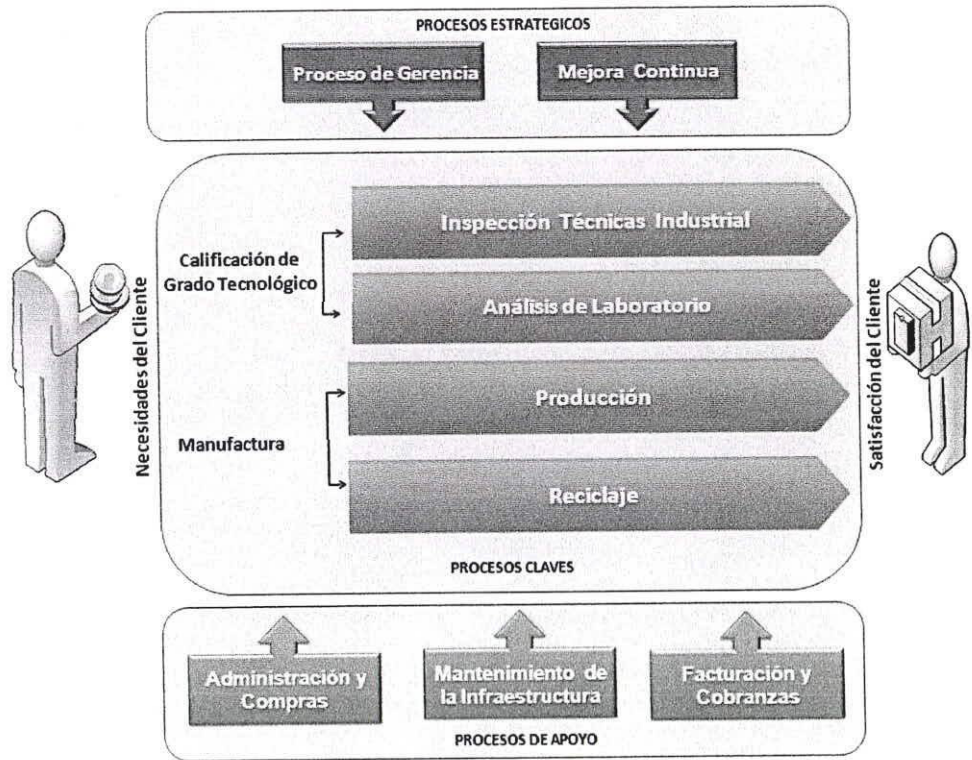 PROCESOS ESTRATEGICOS
Proceso de Gerencia
Mejora Continua
Necesidades del Cliente
Calificación de
Grado Tecnológico
Inspección Técnicas Industrial
Análisis de Laboratorio
Manufactura
Producción
Reciclaje
PROCESOS CLAVES
Satisfacción del Cliente
Administración y
Compras
Mantenimiento de
la Infraestructura
Facturación y
Cobranzas
PROCESOS DE APOYO